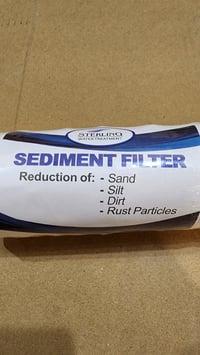 STERLING
WATER TREATMENT
SEDIMENT FILTER
Reduction of: - Sand
- Silt
- Dirt
- Rust Particles